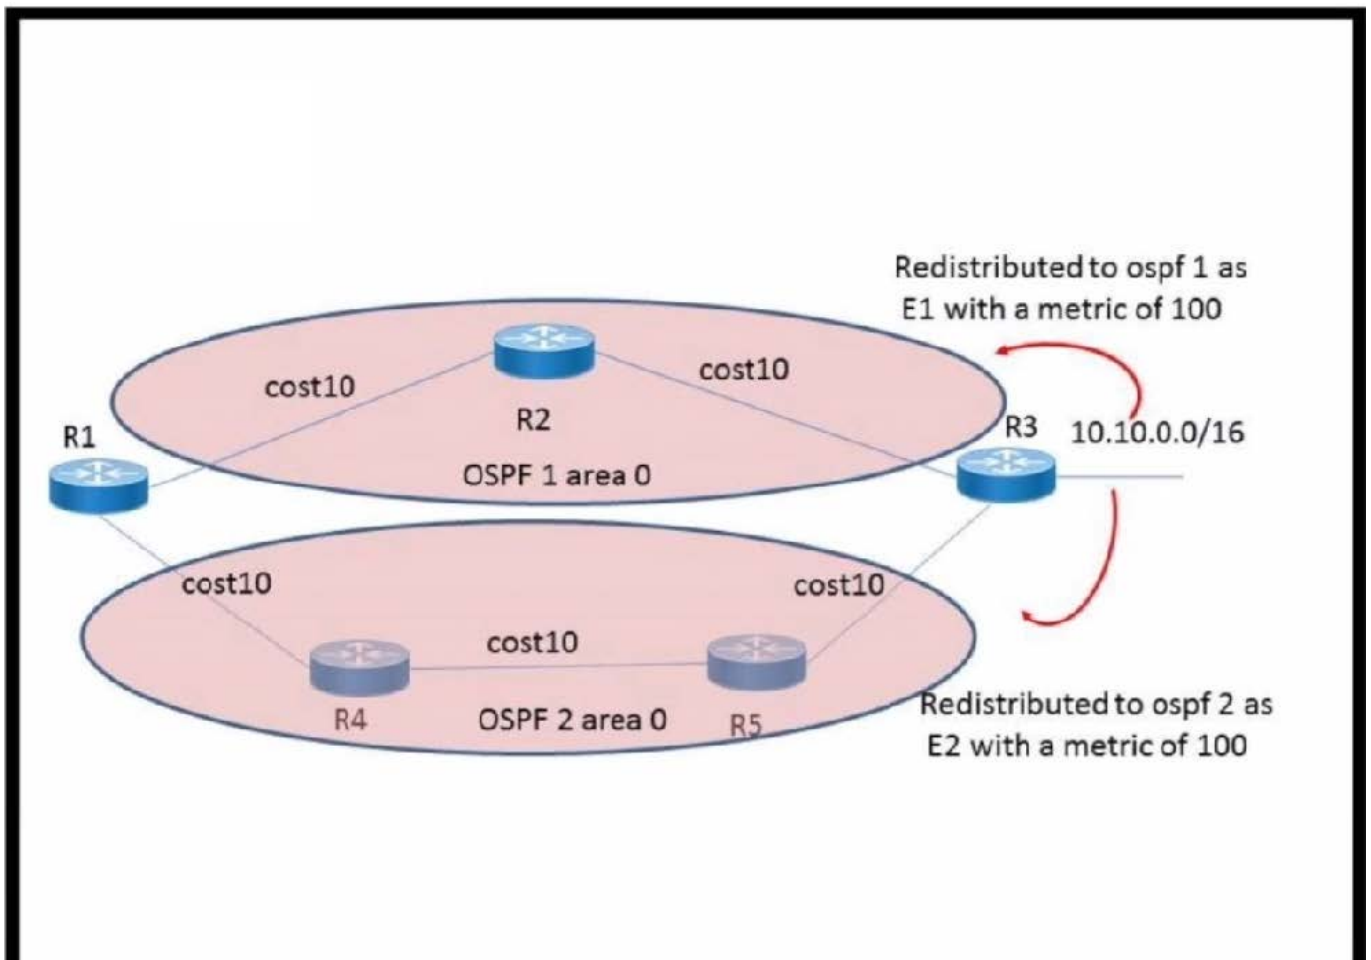 Redistributed to ospf 1 as
E1 with a metric of 100
cost10
cost10
R2
R1
R3
10.10.0.0/16
OSPF 1 area 0
cost10
cost10
cost10
R4
OSPF 2 area 0
R5
Redistributed to ospf 2 as
E2 with a metric of 100